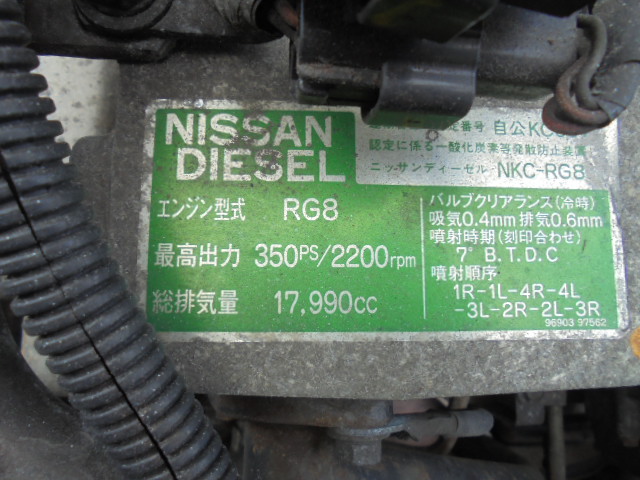 NISSAN
DIESEL
番号 自公KC
認定に係る一酸化炭素等発散防止装置
ニッサンディーゼル NKC-RG8
エンジン型式 RG8
最高出力 350PS/2200rpm
総排気量 17,990cc
バルブクリアランス(冷時)
吸気0.4mm 排気0.6mm
噴射時期(刻印合わせ)
7° B.T.D.C
噴射順序
1R-1L-4R-4L
-3L-2R-2L-3R
96903 97562